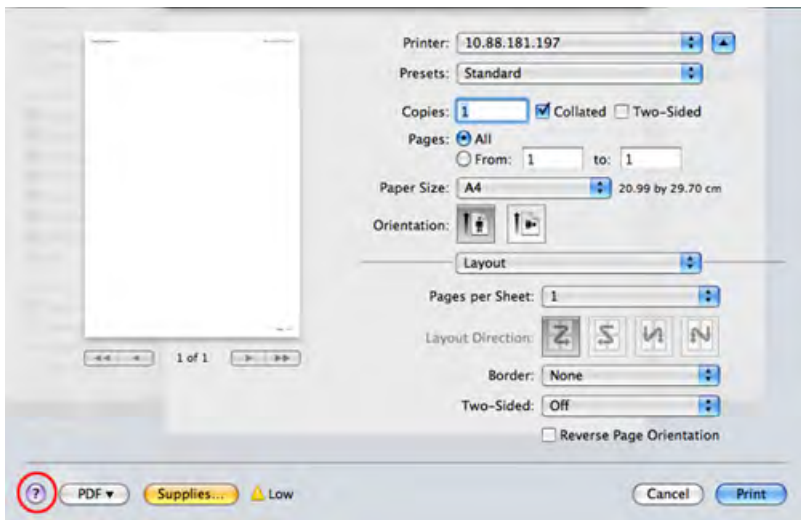 Printer: 10.88.181.197
Presets: Standard
Copies: 1 Collated Two-Sided
Pages: All
From: 1 to: 1
Paper Size: A4 20.99 by 29.70 cm
Orientation:
Layout
Pages per Sheet: 1
Layout Direction:
1 of 1
Border: None
Two-Sided: Off
Reverse Page Orientation
? PDF Supplies... Low Cancel Print